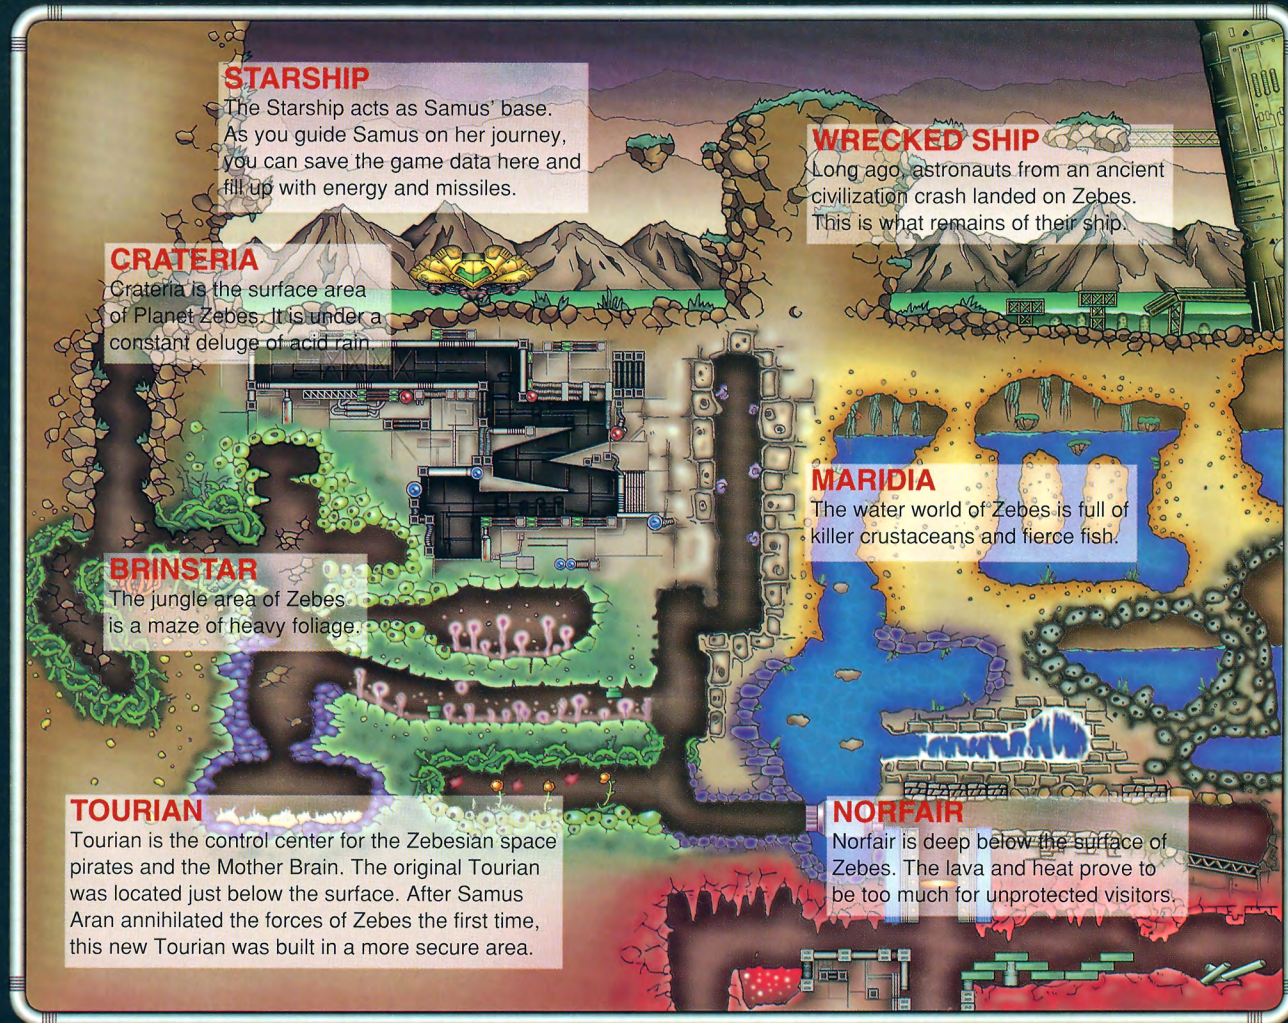 STARSHIP
The Starship acts as Samus' base.
As you guide Samus on her journey,
you can save the game data here and
fill up with energy and missiles.
WRECKED SHIP
Long ago, astronauts from an ancient
civilization crash landed on Zebes.
This is what remains of their ship.
CRATERIA
Crateria is the surface area
of Planet Zebes. It is under a
constant deluge of acid rain.
MARIDIA
The water world of Zebes is full of
killer crustaceans and fierce fish.
BRINSTAR
The jungle area of Zebes
is a maze of heavy foliage.
TOURIAN
Tourian is the control center for the Zebesian space
pirates and the Mother Brain. The original Tourian
was located just below the surface. After Samus
Aran annihilated the forces of Zebes the first time,
this new Tourian was built in a more secure area.
NORFAIR
Norfair is deep below the surface of
Zebes. The lava and heat prove to
be too much for unprotected visitors.